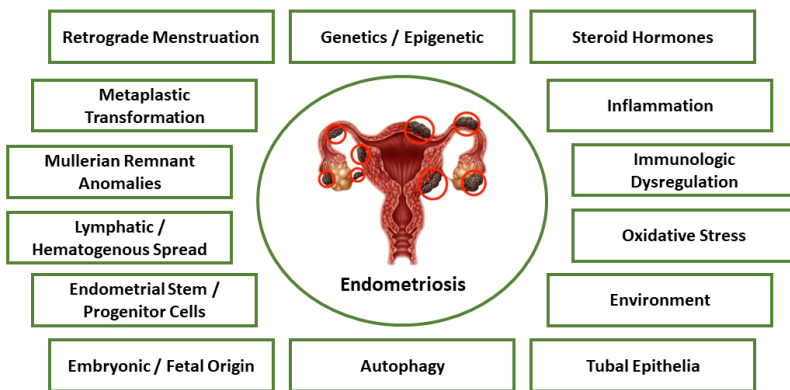 Retrograde Menstruation
Genetics / Epigenetic
Steroid Hormones
Metaplastic
Transformation
Inflammation
Mullerian Remnant
Anomalies
Immunologic
Dysregulation
Lymphatic /
Hematogenous Spread
Oxidative Stress
Endometriosis
Endometrial Stem /
Progenitor Cells
Environment
Embryonic / Fetal Origin
Autophagy
Tubal Epithelia